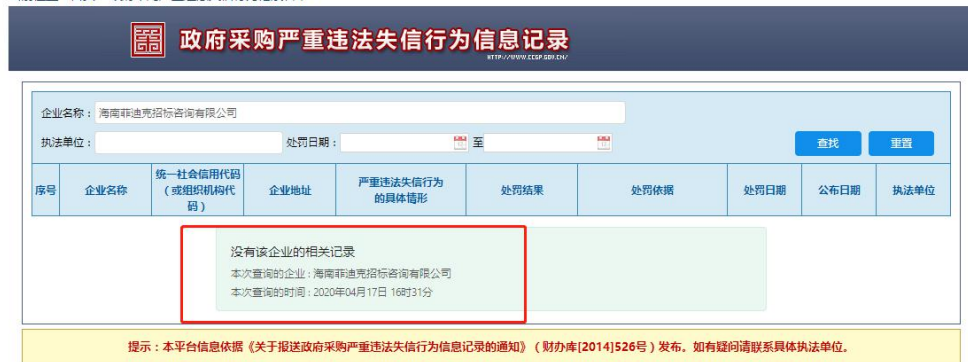 政府采购严重违法失信行为信息记录
HTTP://WWW.CCGP.GOV.CN/
企业名称：海南菲迪克招标咨询有限公司
执法单位： 处罚日期： 至 查找 重置
序号 企业名称 统一社会信用代码（或组织机构代码） 企业地址 严重违法失信行为的具体情形 处罚结果 处罚依据 处罚日期 公布日期 执法单位
没有该企业的相关记录
本次查询的企业：海南菲迪克招标咨询有限公司
本次查询的时间：2020年04月17日 16时31分
提示：本平台信息依据《关于报送政府采购严重违法失信行为信息记录的通知》（财办库[2014]526号）发布。如有疑问请联系具体执法单位。